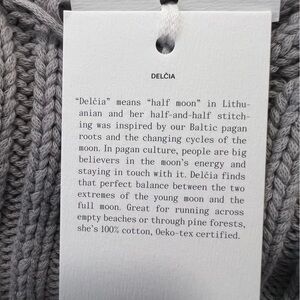 DELČIA
“Delčia” means “half moon” in Lithu-
anian and her half-and-half stitch-
ing was inspired by our Baltic pagan
roots and the changing cycles of the
moon. In pagan culture, people are big
believers in the moon’s energy and
staying in touch with it. Delčia finds
that perfect balance between the two
extremes of the young moon and the
full moon. Great for running across
empty beaches or through pine forests,
she’s 100% cotton, Oeko-tex certified.